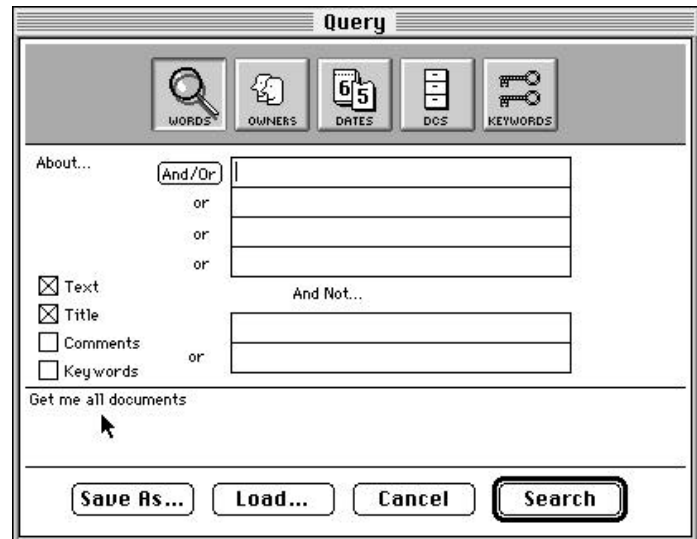 Query
65
WORDS OWNERS DATES DCS KEYWORDS
About... And/Or
or
or
or
Text
And Not...
Title
Comments
or
Keywords
Get me all documents
Save As... Load... Cancel Search